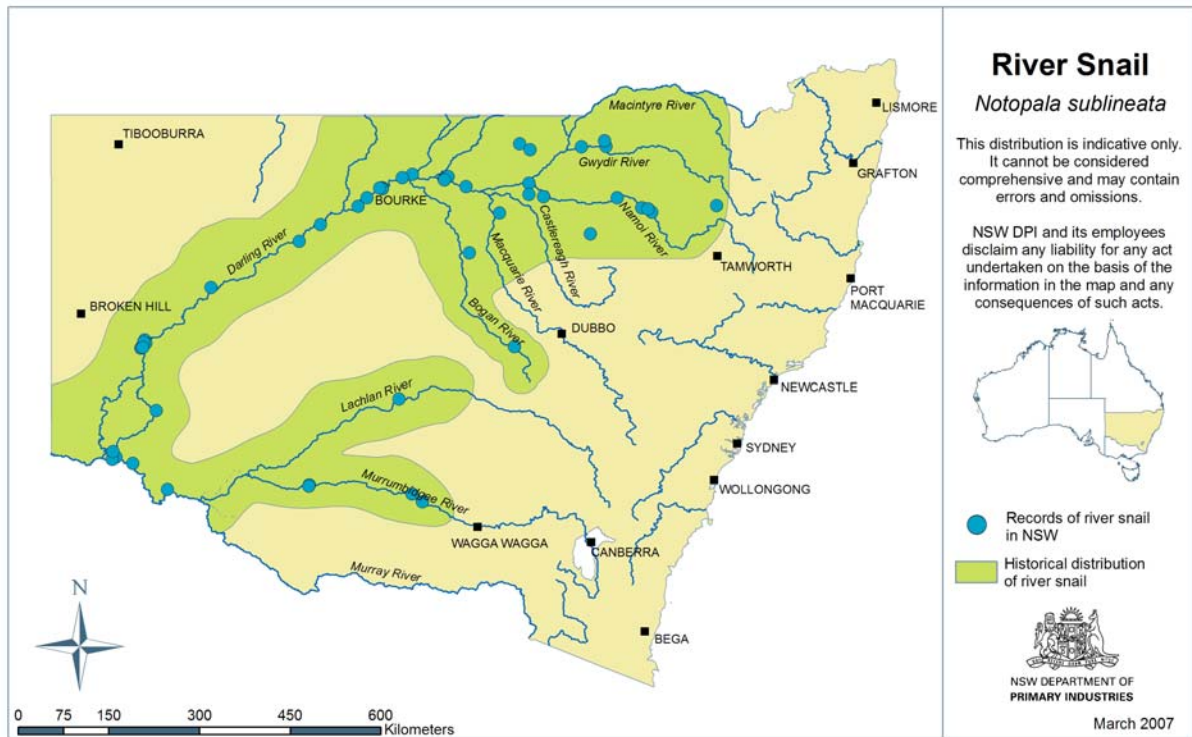 TIBOOBURRA
Macintyre River
LISMORE
Gwydir River
GRAFTON
BOURKE
Darling River
Macquarie River
Castlereagh River
Namoi River
TAMWORTH
PORT
MACQUARIE
BROKEN HILL
Bogan River
DUBBO
NEWCASTLE
Lachlan River
SYDNEY
WOLLONGONG
Murrumbidgee River
WAGGA WAGGA
CANBERRA
Murray River
BEGA
N
0 75 150 300 450 600
Kilometers
River Snail
Notopala sublineata
This distribution is indicative only.
It cannot be considered
comprehensive and may contain
errors and omissions.
NSW DPI and its employees
disclaim any liability for any act
undertaken on the basis of the
information in the map and any
consequences of such acts.
Records of river snail
in NSW
Historical distribution
of river snail
NSW DEPARTMENT OF
PRIMARY INDUSTRIES
March 2007